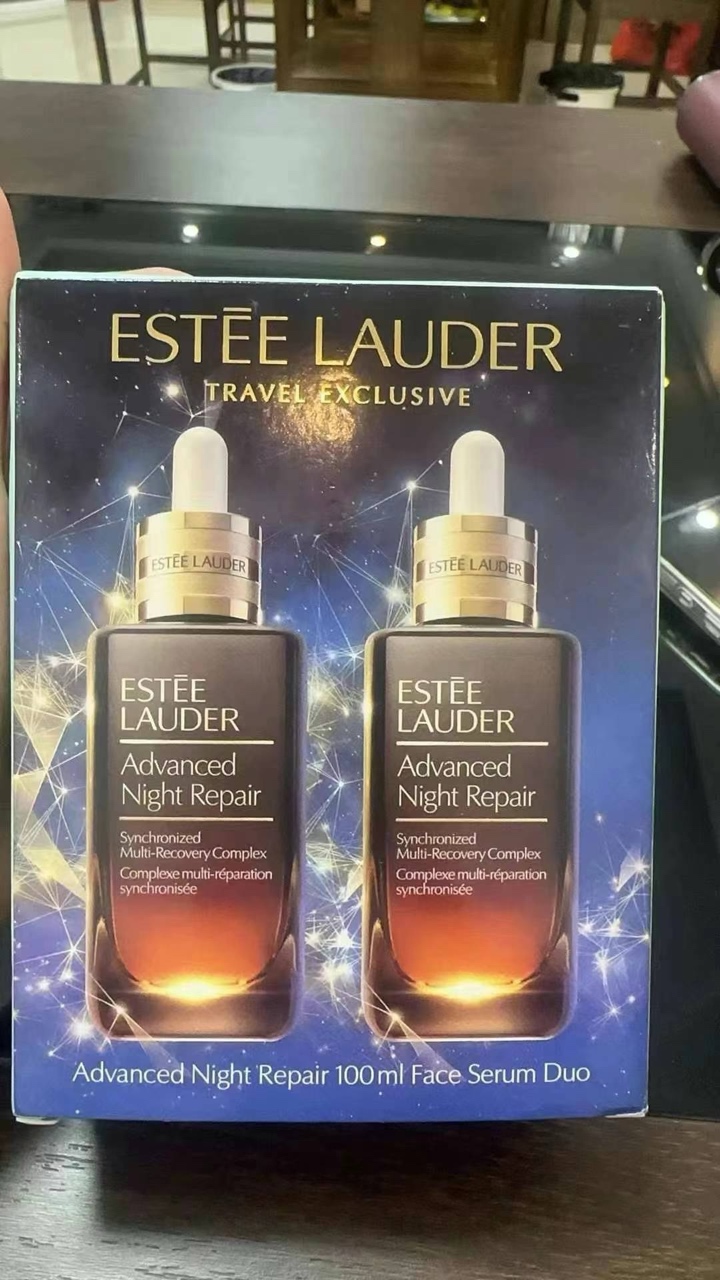 ESTĒE LAUDER
TRAVEL EXCLUSIVE
ESTĒE LAUDER
ESTĒE
LAUDER
Advanced
Night Repair
Synchronized
Multi-Recovery Complex
Complexe multi-réparation
synchronisée
ESTĒE LAUDER
ESTĒE
LAUDER
Advanced
Night Repair
Synchronized
Multi-Recovery Complex
Complexe multi-réparation
synchronisée
Advanced Night Repair 100ml Face Serum Duo